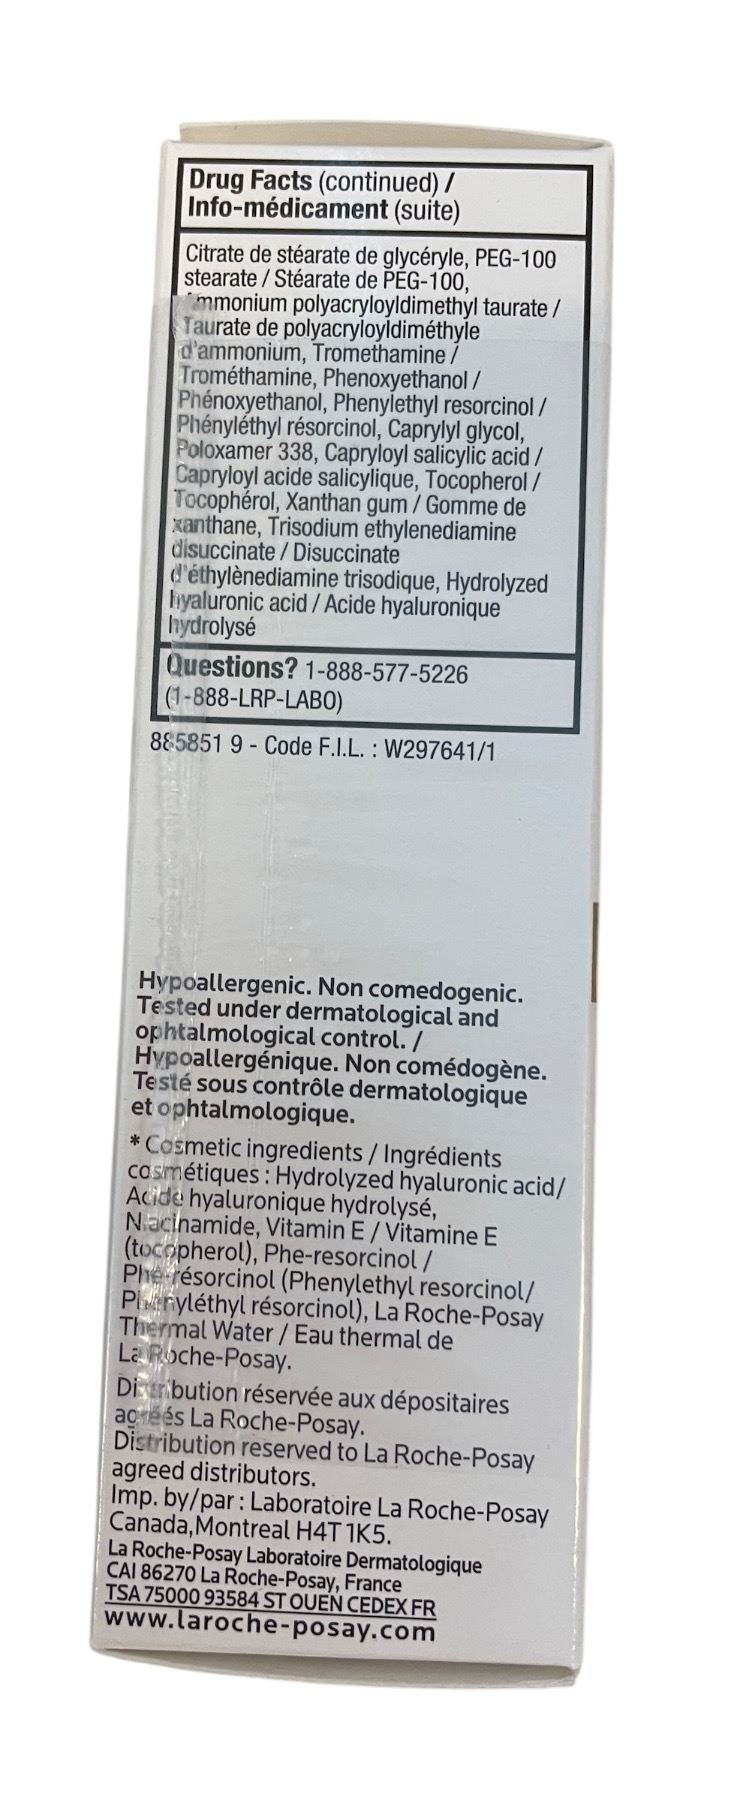 Drug Facts (continued) /
Info-médicament (suite)
Citrate de stéarate de glycéryle, PEG-100
stearate / Stéarate de PEG-100,
Ammonium polyacryloyldimethyl taurate /
Taurate de polyacryloyldiméthyle
d'ammonium, Tromethamine /
Trométhamine, Phenoxyethanol /
Phénoxyethanol, Phenylethyl resorcinol /
Phényléthyl résorcinol, Caprylyl glycol,
Poloxamer 338, Capryloyl salicylic acid /
Capryloyl acide salicylique, Tocopherol /
Tocophérol, Xanthan gum / Gomme de
xanthane, Trisodium ethylenediamine
disuccinate / Disuccinate
d'éthylènediamine trisodique, Hydrolyzed
hyaluronic acid / Acide hyaluronique
hydrolysé
Questions? 1-888-577-5226
(1-888-LRP-LABO)
885851 9 - Code F.I.L. : W297641/1
Hypoallergenic. Non comedogenic.
Tested under dermatological and
ophtalmological control. /
Hypoallergénique. Non comédogène.
Testé sous contrôle dermatologique
et ophtalmologique.
* Cosmetic ingredients / Ingrédients
cosmétiques : Hydrolyzed hyaluronic acid/
Acide hyaluronique hydrolysé,
Niacinamide, Vitamin E / Vitamine E
(tocopherol), Phe-resorcinol /
Phe-résorcinol (Phenylethyl resorcinol/
Phenyléthyl résorcinol), La Roche-Posay
Thermal Water / Eau thermal de
La Roche-Posay.
Distribution réservée aux dépositaires
agréés La Roche-Posay.
Distribution reserved to La Roche-Posay
agreed distributors.
Imp. by/par : Laboratoire La Roche-Posay
Canada, Montreal H4T 1K5.
La Roche-Posay Laboratoire Dermatologique
CAI 86270 La Roche-Posay, France
TSA 75000 93584 ST OUEN CEDEX FR
www.laroche-posay.com